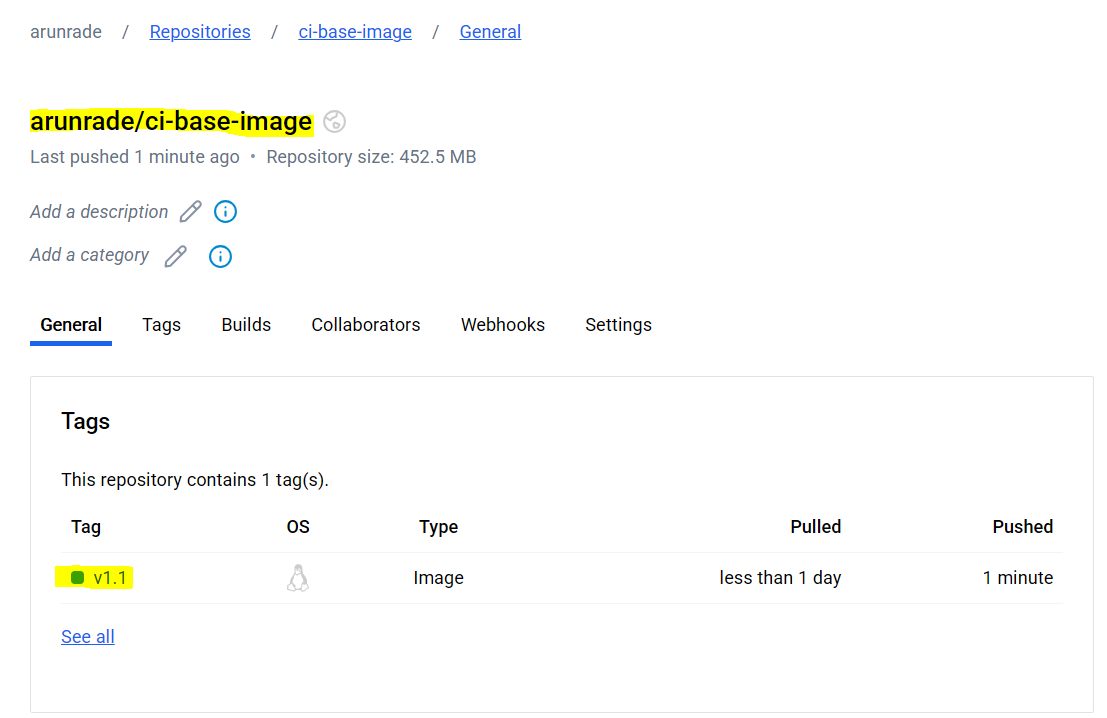 arunrade / Repositories / ci-base-image / General
arunrade/ci-base-image
Last pushed 1 minute ago • Repository size: 452.5 MB
Add a description
Add a category
General Tags Builds Collaborators Webhooks Settings
Tags
This repository contains 1 tag(s).
Tag OS Type Pulled Pushed
v1.1 Image less than 1 day 1 minute
See all